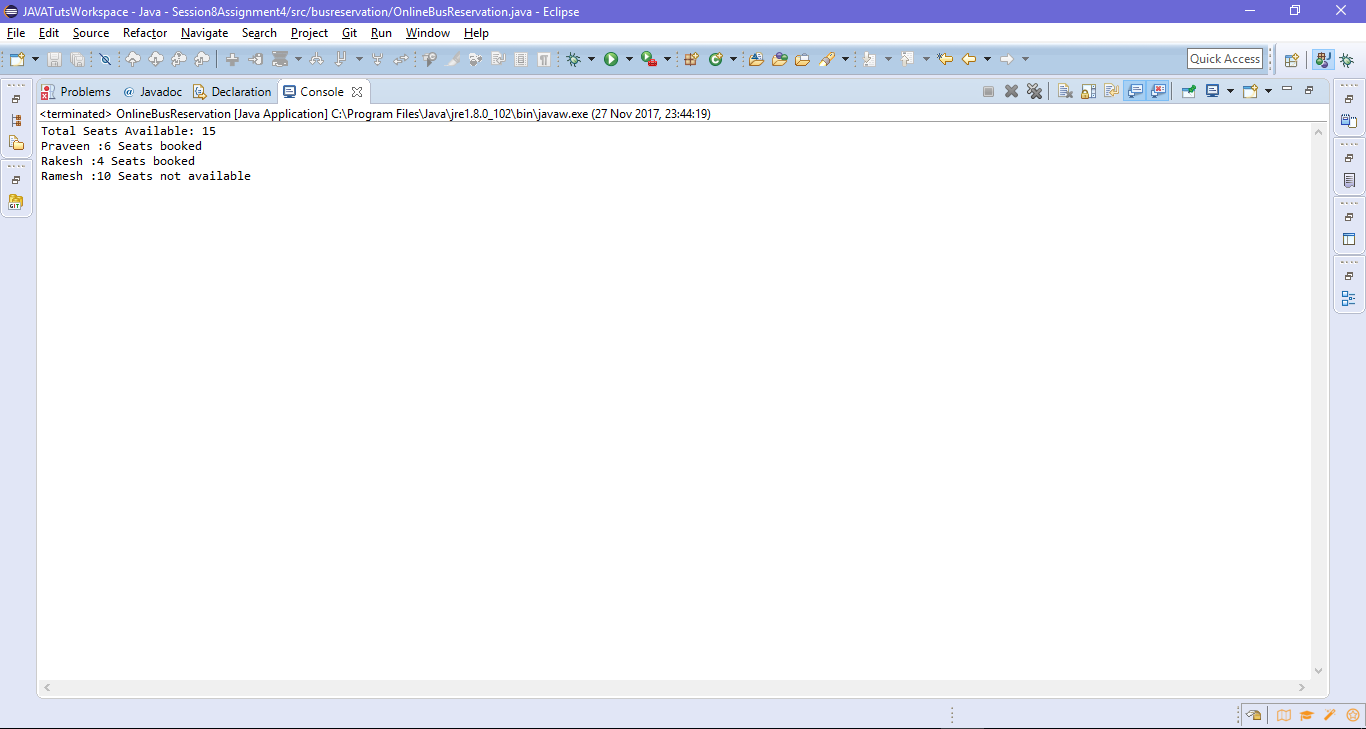 JAVATutsWorkspace - Java - Session8Assignment4/src/busreservation/OnlineBusReservation.java - Eclipse
File Edit Source Refactor Navigate Search Project Git Run Window Help
Quick Access
Problems @ Javadoc Declaration Console
<terminated> OnlineBusReservation [Java Application] C:\Program Files\Java\jre1.8.0_102\bin\javaw.exe (27 Nov 2017, 23:44:19)
Total Seats Available: 15
Praveen :6 Seats booked
Rakesh :4 Seats booked
Ramesh :10 Seats not available
GIT